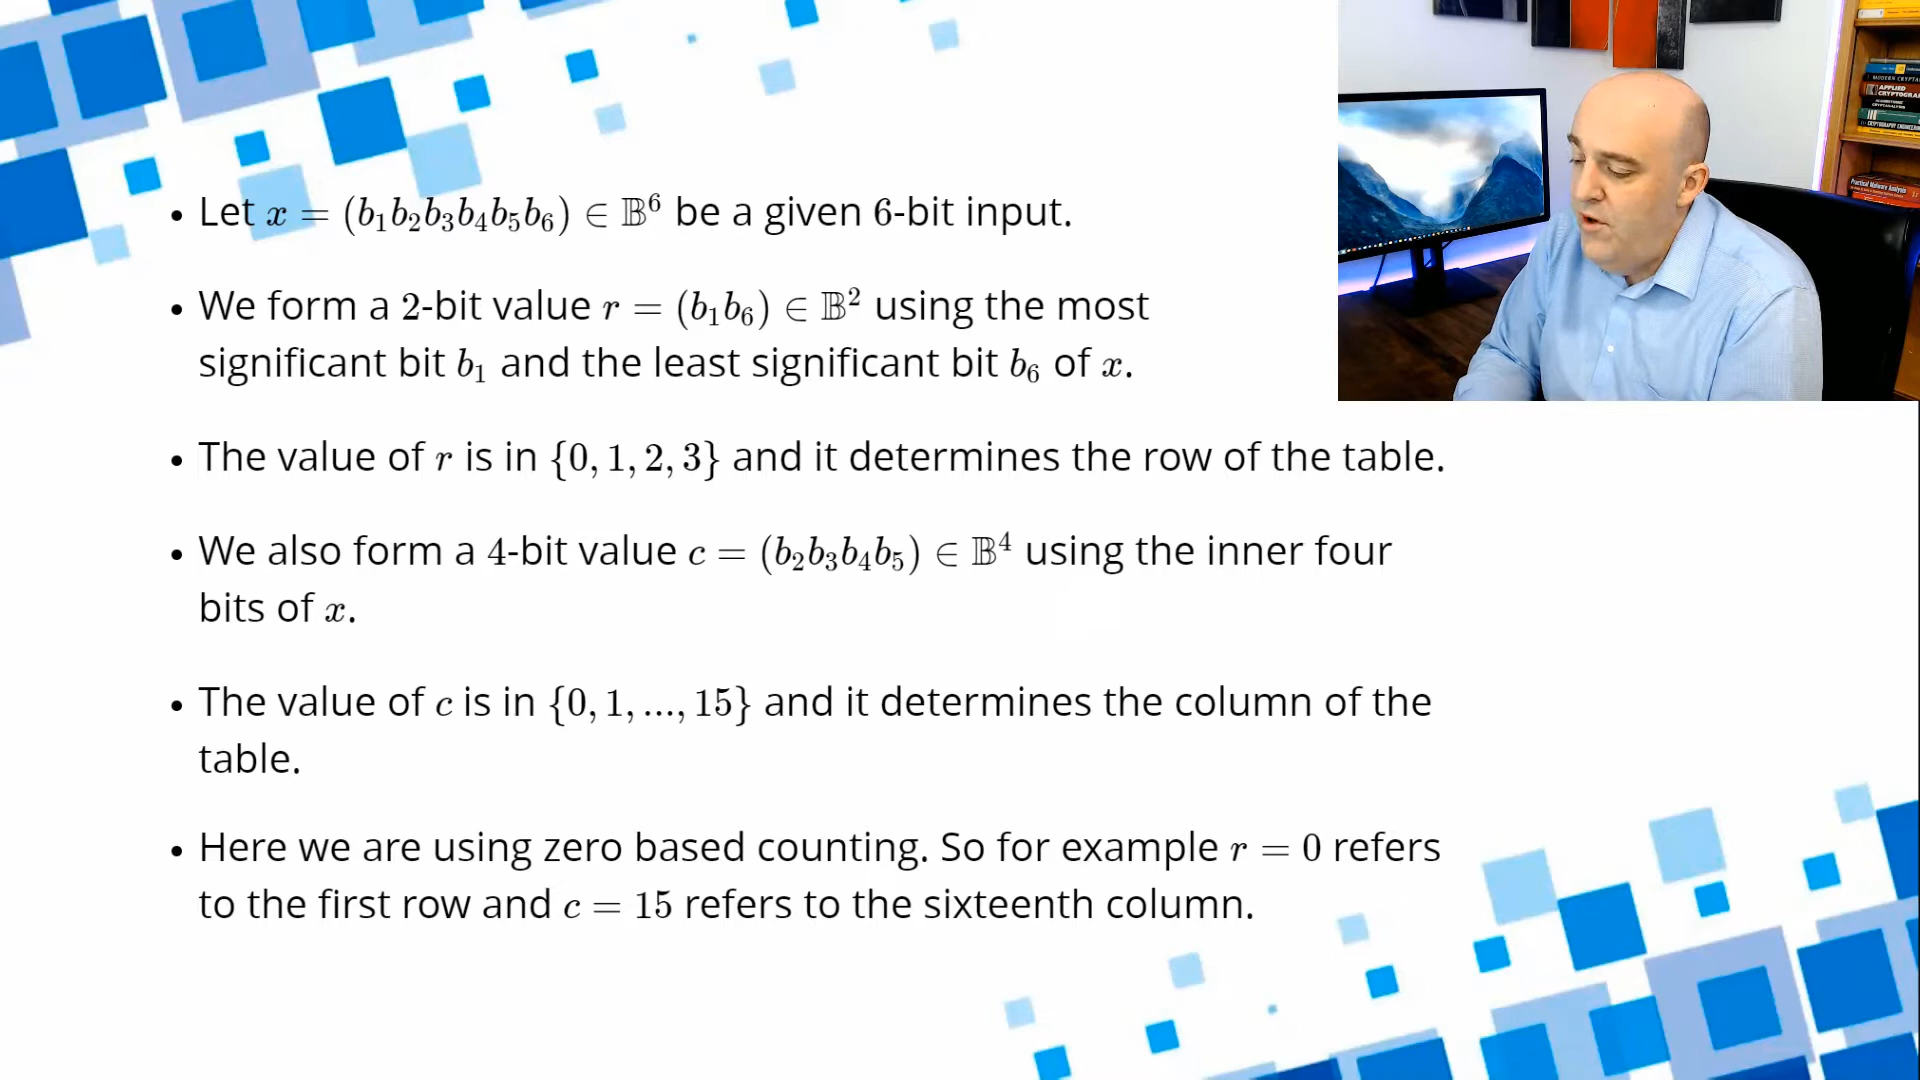 • Let x = (b₁b₂b₃b₄b₅b₆) ∈ 𝔹⁶ be a given 6-bit input.
• We form a 2-bit value r = (b₁b₆) ∈ 𝔹² using the most
significant bit b₁ and the least significant bit b₆ of x.
• The value of r is in {0, 1, 2, 3} and it determines the row of the table.
• We also form a 4-bit value c = (b₂b₃b₄b₅) ∈ 𝔹⁴ using the inner four
bits of x.
• The value of c is in {0, 1, ..., 15} and it determines the column of the
table.
• Here we are using zero based counting. So for example r = 0 refers
to the first row and c = 15 refers to the sixteenth column.
APPLIED
Practical Malware Analysis